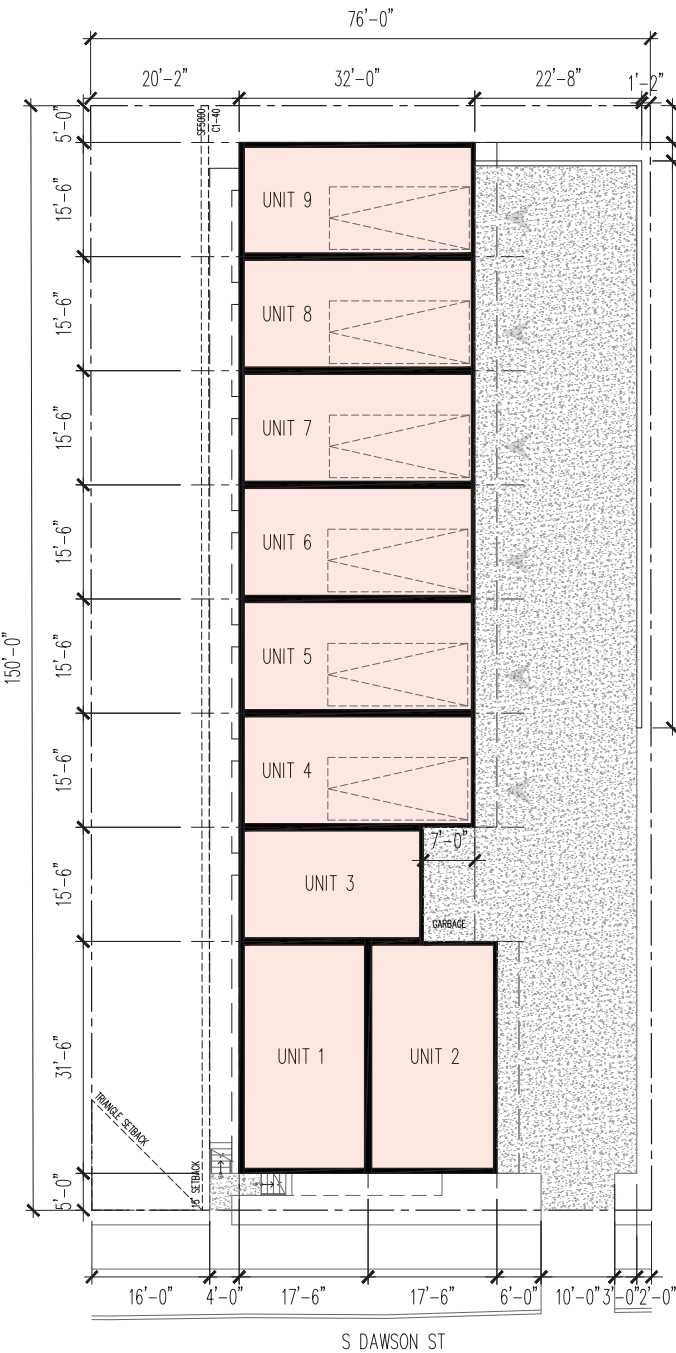 76'-0"
20'-2"
32'-0"
22'-8"
1'-2"
5'-0"
SF5000
C1-40
15'-6"
UNIT 9
15'-6"
UNIT 8
15'-6"
UNIT 7
15'-6"
UNIT 6
150'-0"
15'-6"
UNIT 5
15'-6"
UNIT 4
7'-0"
15'-6"
UNIT 3
GARBAGE
31'-6"
UNIT 1
UNIT 2
TRIANGLE SETBACK
15' SETBACK
5'-0"
16'-0"
4'-0"
17'-6"
17'-6"
6'-0"
10'-0"
3'-0"
2'-0"
S DAWSON ST